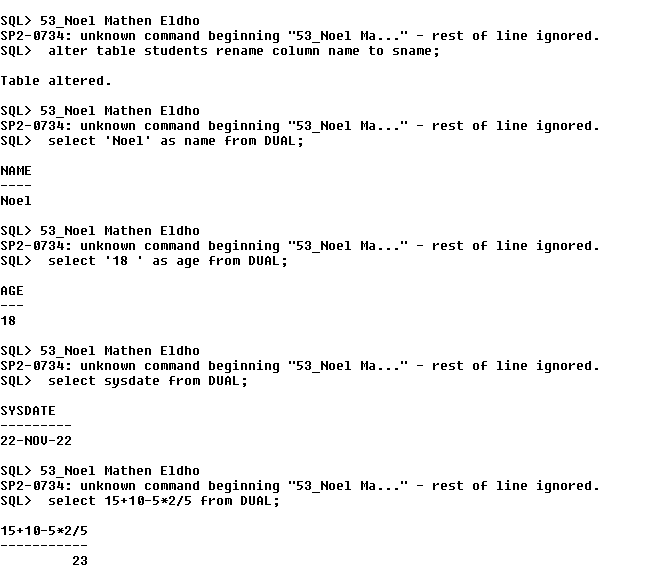 SQL> 53_Noel Mathen Eldho
SP2-0734: unknown command beginning "53_Noel Ma..." - rest of line ignored.
SQL>  alter table students rename column name to sname;
Table altered.
SQL> 53_Noel Mathen Eldho
SP2-0734: unknown command beginning "53_Noel Ma..." - rest of line ignored.
SQL>  select 'Noel' as name from DUAL;
NAME
----
Noel
SQL> 53_Noel Mathen Eldho
SP2-0734: unknown command beginning "53_Noel Ma..." - rest of line ignored.
SQL>  select '18 ' as age from DUAL;
AGE
---
18
SQL> 53_Noel Mathen Eldho
SP2-0734: unknown command beginning "53_Noel Ma..." - rest of line ignored.
SQL>  select sysdate from DUAL;
SYSDATE
---------
22-NOV-22
SQL> 53_Noel Mathen Eldho
SP2-0734: unknown command beginning "53_Noel Ma..." - rest of line ignored.
SQL>  select 15+10-5*2/5 from DUAL;
15+10-5*2/5
-----------
         23